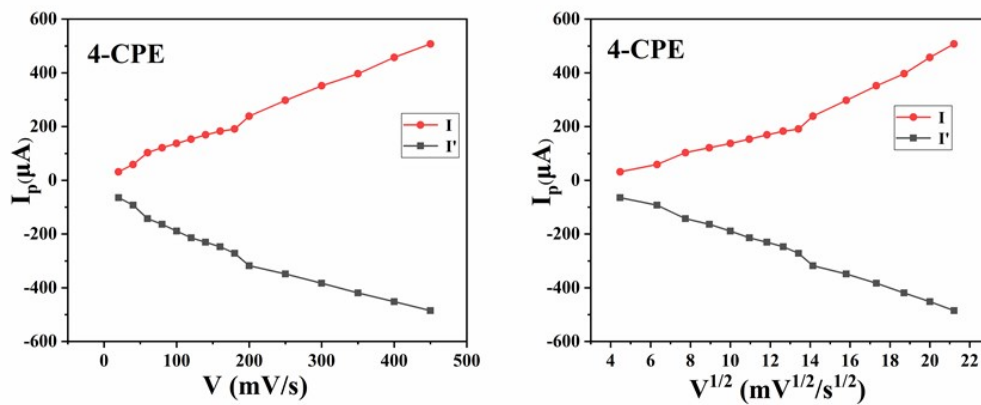 4-CPE
600
400
200
0
-200
-400
-600
Ip(µA)
I
I'
0 100 200 300 400 500
V (mV/s)
4-CPE
600
400
200
0
-200
-400
-600
Ip(µA)
I
I'
4 6 8 10 12 14 16 18 20 22
V1/2 (mV1/2/s1/2)